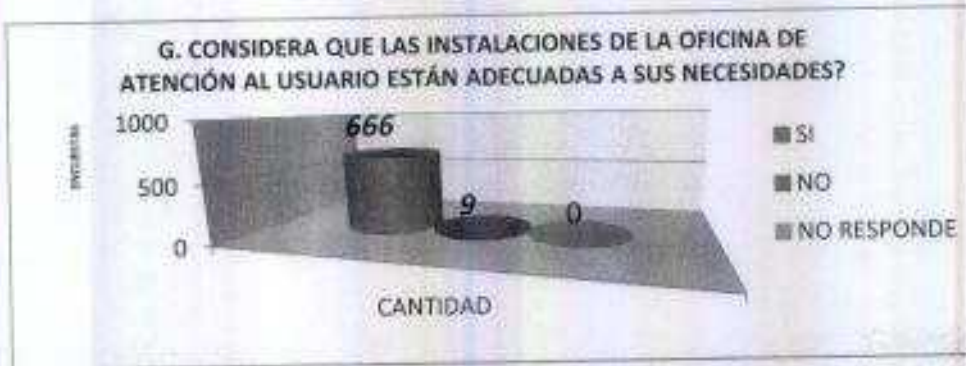 G. CONSIDERA QUE LAS INSTALACIONES DE LA OFICINA DE
ATENCIÓN AL USUARIO ESTÁN ADECUADAS A SUS NECESIDADES?
1000
500
0
666
9
0
SI
NO
NO RESPONDE
CANTIDAD